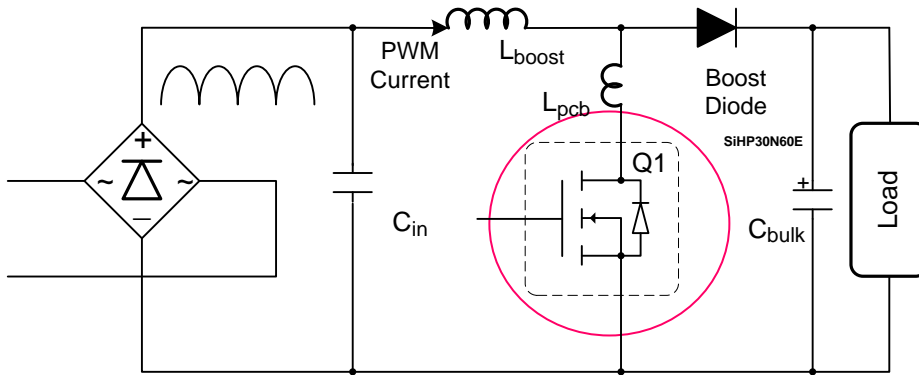 PWM
Current
L_boost
L_pcb
Boost
Diode
SiHP30N60E
Q1
+
~
~
–
C_in
+
C_bulk
Load